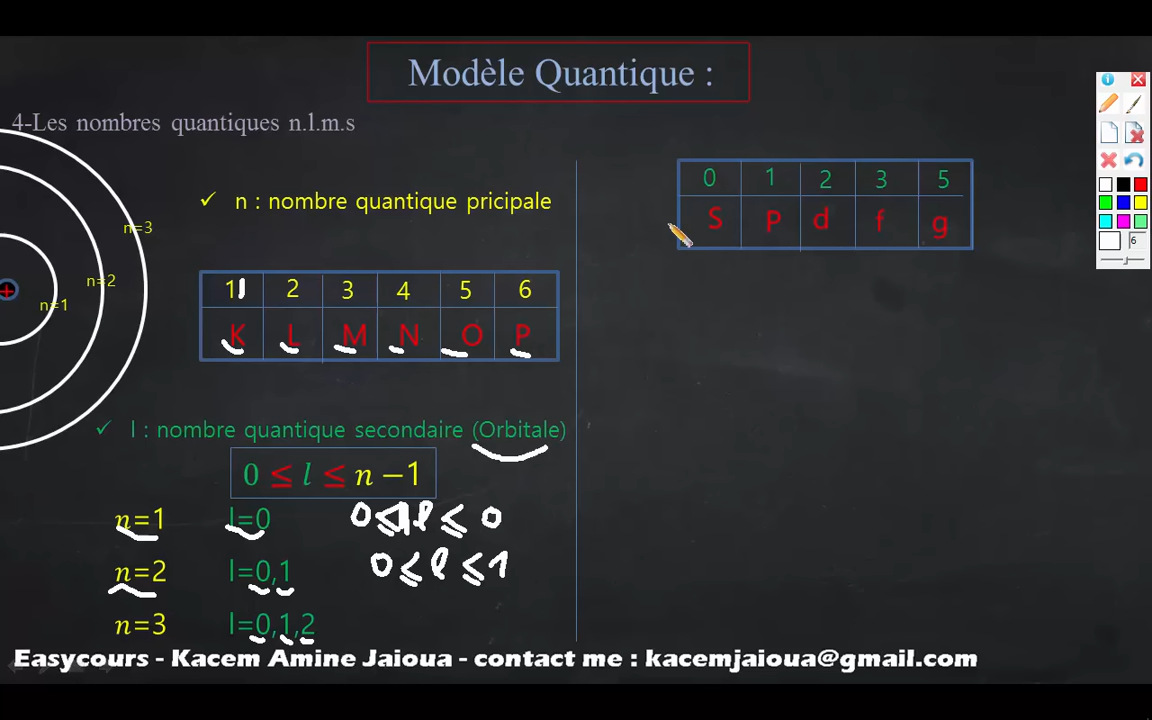 Modèle Quantique :
4-Les nombres quantiques n.l.m.s
✓ n : nombre quantique pricipale
n=3
n=2
n=1
1 2 3 4 5 6
K L M N O P
✓ l : nombre quantique secondaire (Orbitale)
0 ≤ l ≤ n −1
n=1 l=0 0≤l≤0
n=2 l=0,1 0≤l≤1
n=3 l=0,1,2
0 1 2 3 5
S P d f g
6
Easycours - Kacem Amine Jaioua - contact me : kacemjaioua@gmail.com